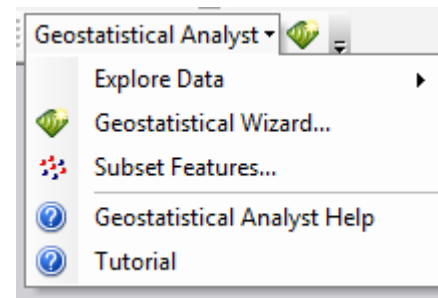 Geostatistical Analyst
Explore Data
Geostatistical Wizard...
Subset Features...
Geostatistical Analyst Help
Tutorial